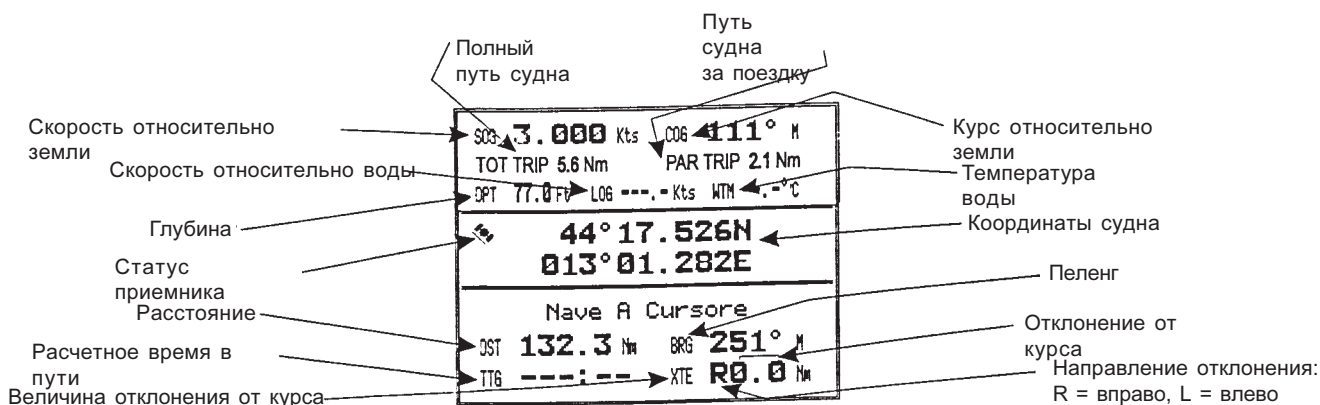 Полный
путь судна
Путь
судна
за поездку
Скорость относительно
земли
Скорость относительно воды
Глубина
Статус
приемника
Расстояние
Расчетное время в
пути
Величина отклонения от курса
SOG 3.000 Kts COG 111° M
TOT TRIP 5.6 Nm PAR TRIP 2.1 Nm
DPT 77.0 Ft LOG ---.- Kts WTM -.-°C
44°17.526N
013°01.282E
Nave A Cursore
DST 132.3 Nm BRG 251° M
TTG ---:-- XTE R0.0 Nm
Курс относительно
земли
Температура
воды
Координаты судна
Пеленг
Отклонение от
курса
Направление отклонения:
R = вправо, L = влево